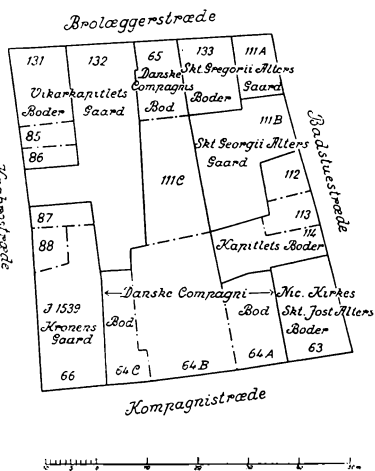 Brolæggerstræde
131
132
65
133
111A
Vikarkapitlets
Boder
Gaard
Danske
Compagnis
Bod
Skt Gregorii Alters
Boder
Gaard
85
86
111B
Skt Georgii Alters
Gaard
111C
112
113
114
Kapitlets Boder
Badstuestræde
87
88
Danske Compagni
Bod
Bod
Nic. Kirkes
Skt. Jost Alters
Boder
J 1539
Kronens
Gaard
66
64C
64B
64A
63
Kompagnistræde